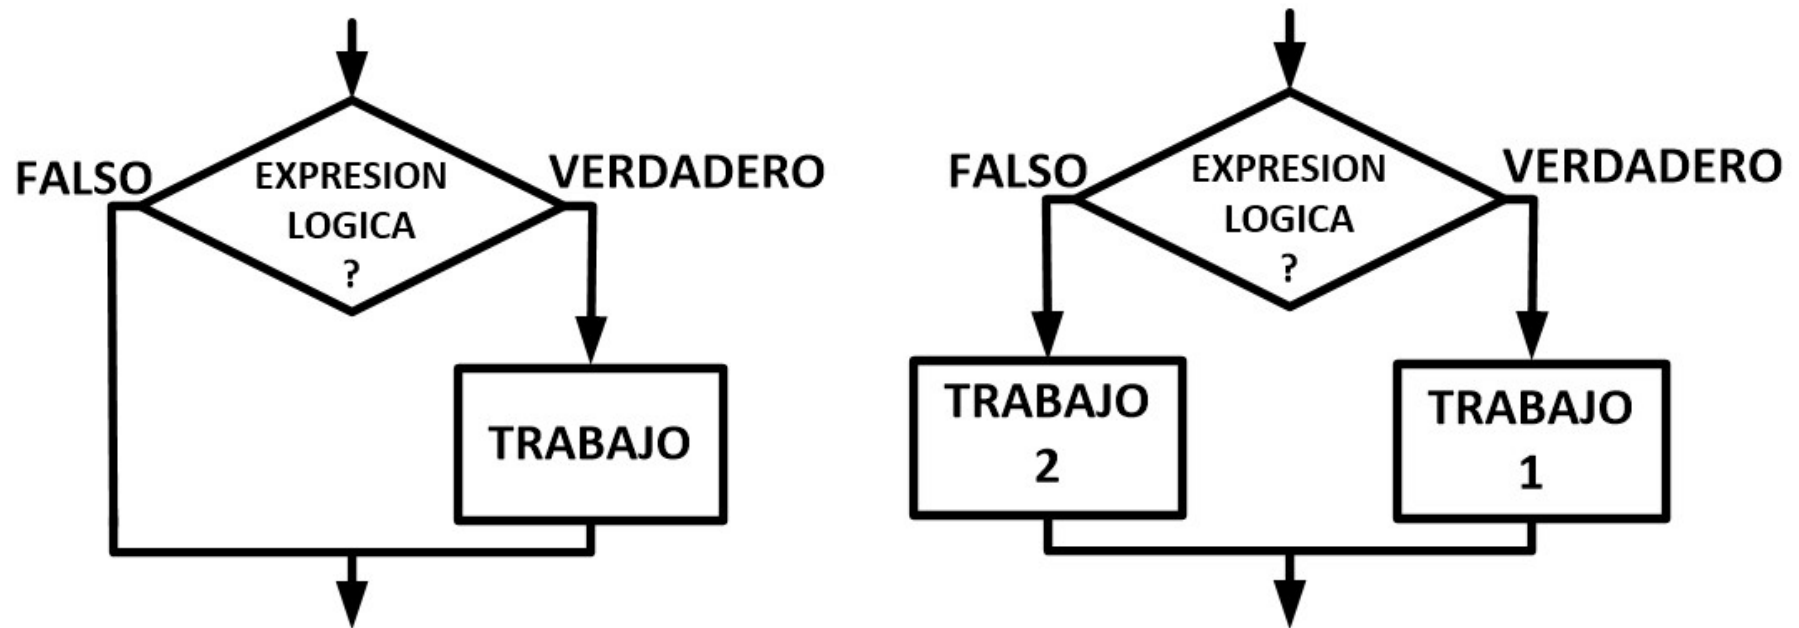 FALSO
EXPRESION
LOGICA
?
VERDADERO
TRABAJO
FALSO
EXPRESION
LOGICA
?
VERDADERO
TRABAJO
2
TRABAJO
1